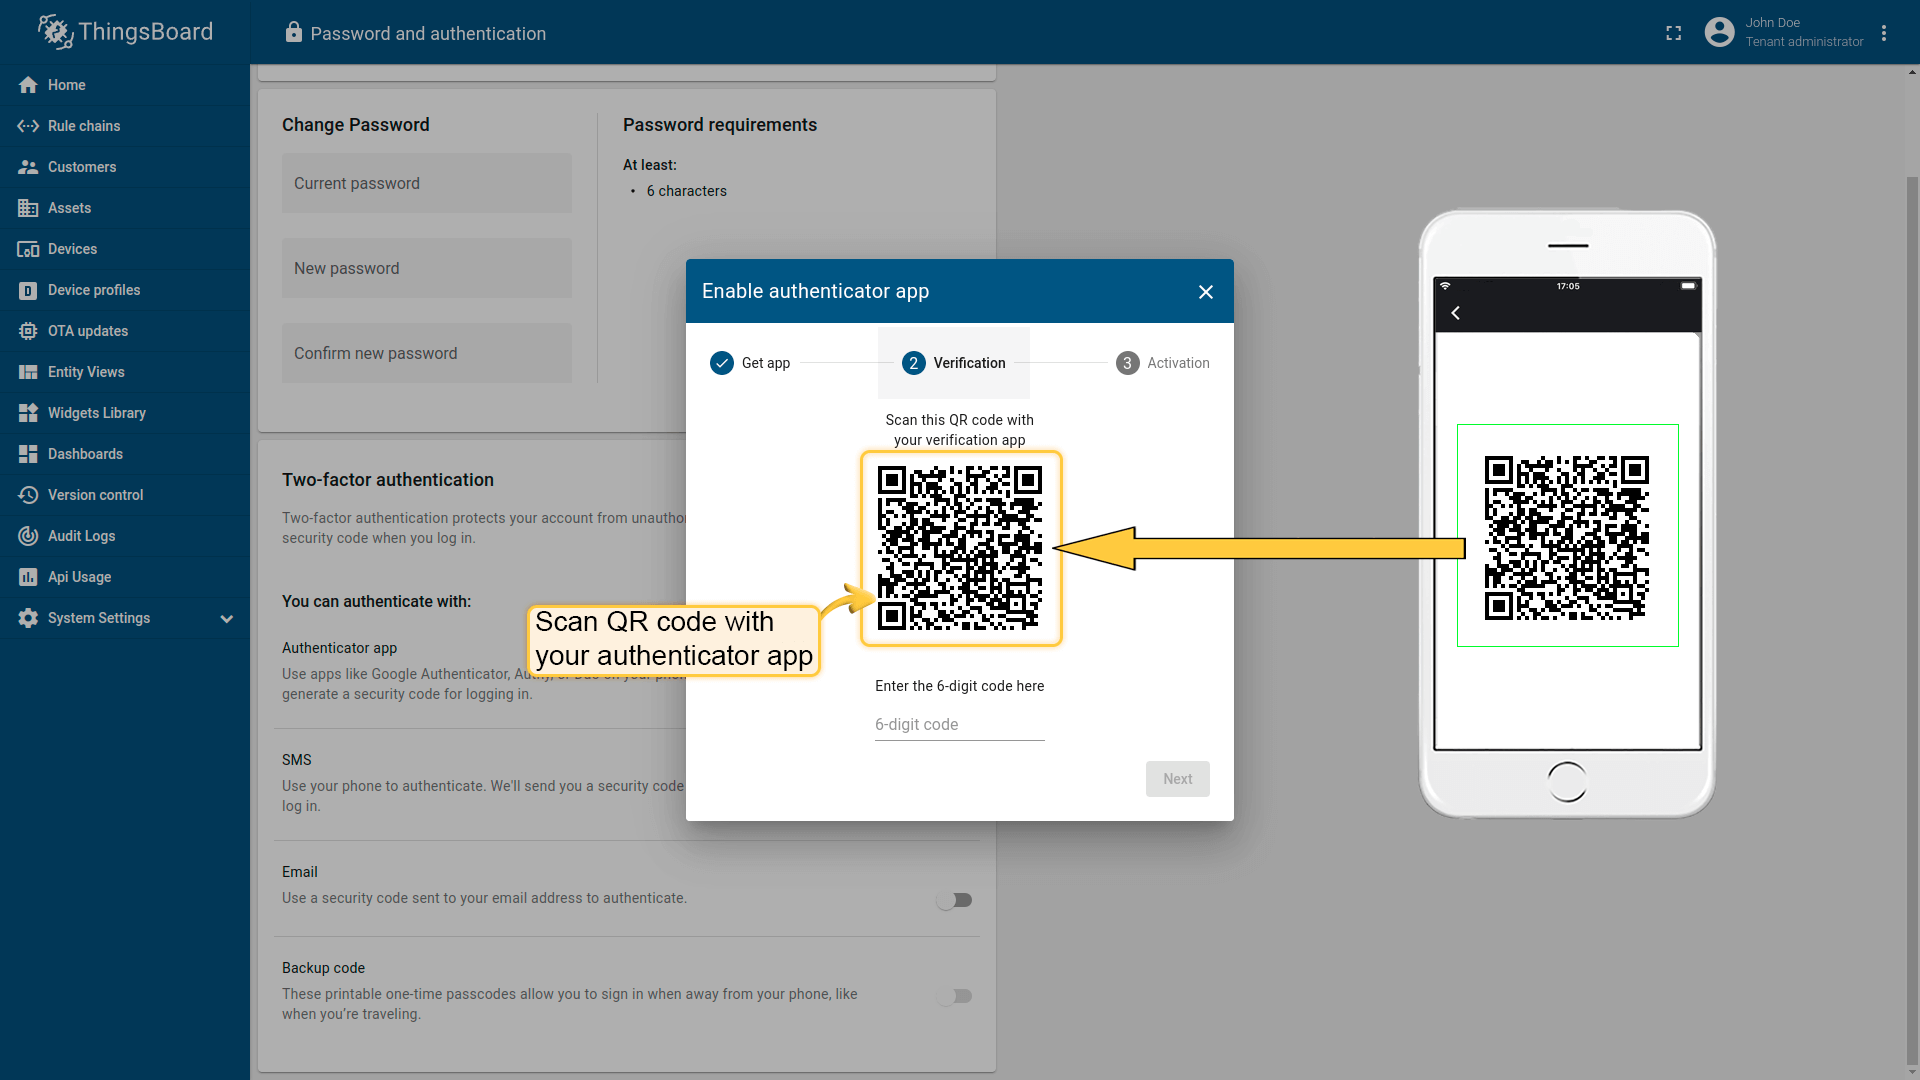 ThingsBoard
Password and authentication
John Doe
Tenant administrator
Home
Rule chains
Customers
Assets
Devices
Device profiles
OTA updates
Entity Views
Widgets Library
Dashboards
Version control
Audit Logs
Api Usage
System Settings
Change Password
Current password
New password
Confirm new password
Password requirements
At least:
• 6 characters
Two-factor authentication
Two-factor authentication protects your account from unauthor
security code when you log in.
You can authenticate with:
Authenticator app
Use apps like Google Authenticator, Authy, or Duo on your phone
generate a security code for logging in.
SMS
Use your phone to authenticate. We'll send you a security code
log in.
Email
Use a security code sent to your email address to authenticate.
Backup code
These printable one-time passcodes allow you to sign in when away from your phone, like
when you're traveling.
Enable authenticator app
Get app
2 Verification
3 Activation
Scan this QR code with
your verification app
Scan QR code with
your authenticator app
Enter the 6-digit code here
6-digit code
Next
17:05